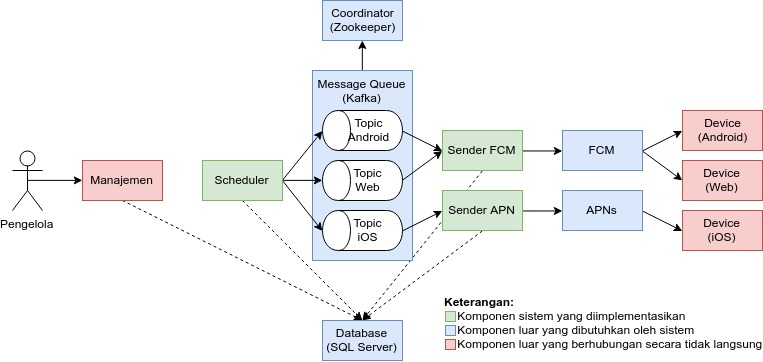 Coordinator
(Zookeeper)
Message Queue
(Kafka)
Topic
Android
Topic
Web
Topic
iOS
Pengelola
Manajemen
Scheduler
Sender FCM
Sender APN
FCM
APNs
Device
(Android)
Device
(Web)
Device
(iOS)
Database
(SQL Server)
Keterangan:
Komponen sistem yang diimplementasikan
Komponen luar yang dibutuhkan oleh sistem
Komponen luar yang berhubungan secara tidak langsung